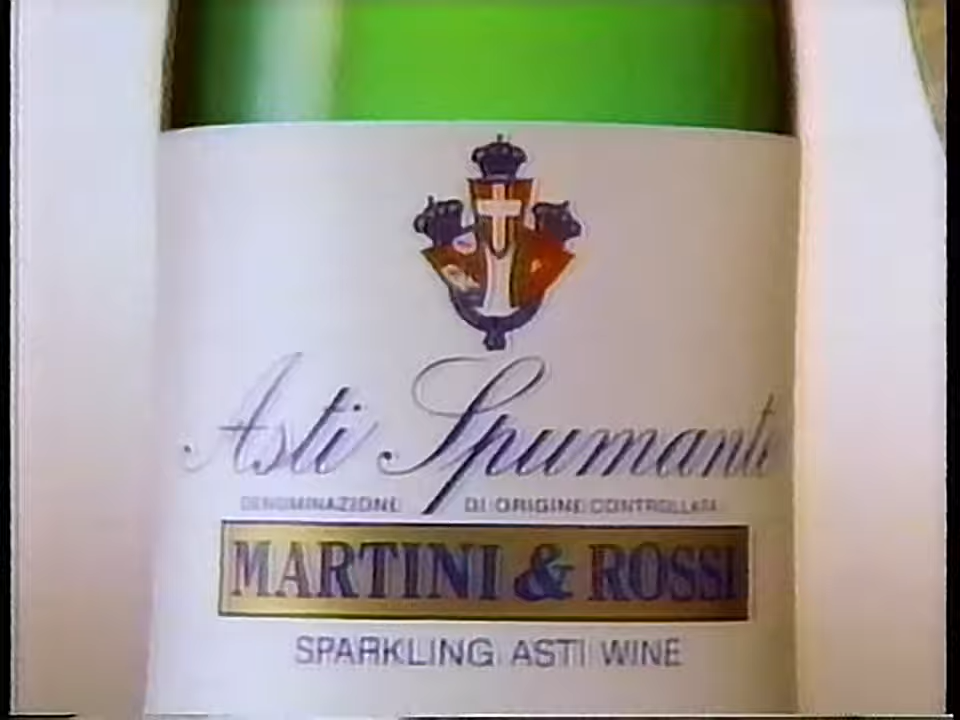 Asti Spumante
DENOMINAZIONE DI ORIGINE CONTROLLATA
MARTINI & ROSSI
SPARKLING ASTI WINE